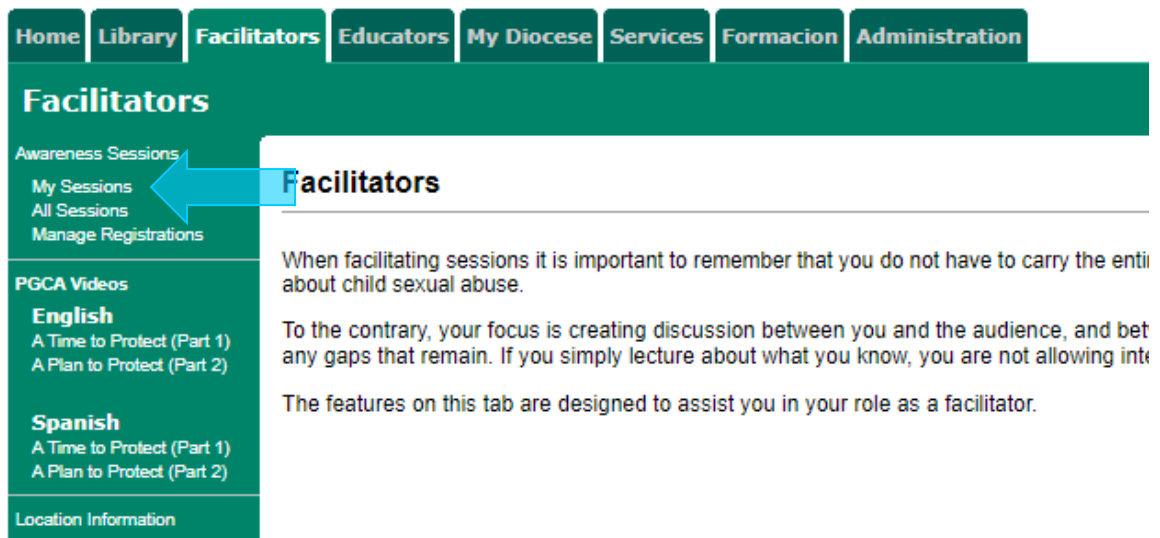 Home Library Facilitators Educators My Diocese Services Formacion Administration
Facilitators
Awareness Sessions
My Sessions
All Sessions
Manage Registrations
PGCA Videos
English
A Time to Protect (Part 1)
A Plan to Protect (Part 2)
Spanish
A Time to Protect (Part 1)
A Plan to Protect (Part 2)
Location Information
Facilitators
When facilitating sessions it is important to remember that you do not have to carry the
about child sexual abuse.
To the contrary, your focus is creating discussion between you and the audience, and
any gaps that remain. If you simply lecture about what you know, you are not allowing
The features on this tab are designed to assist you in your role as a facilitator.